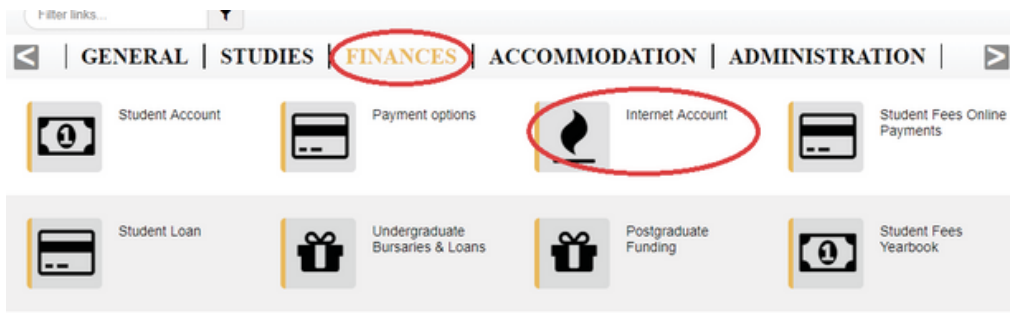 Filter links...
GENERAL | STUDIES | FINANCES | ACCOMMODATION | ADMINISTRATION |
Student Account
Payment options
Internet Account
Student Fees Online
Payments
Student Loan
Undergraduate
Bursaries & Loans
Postgraduate
Funding
Student Fees
Yearbook